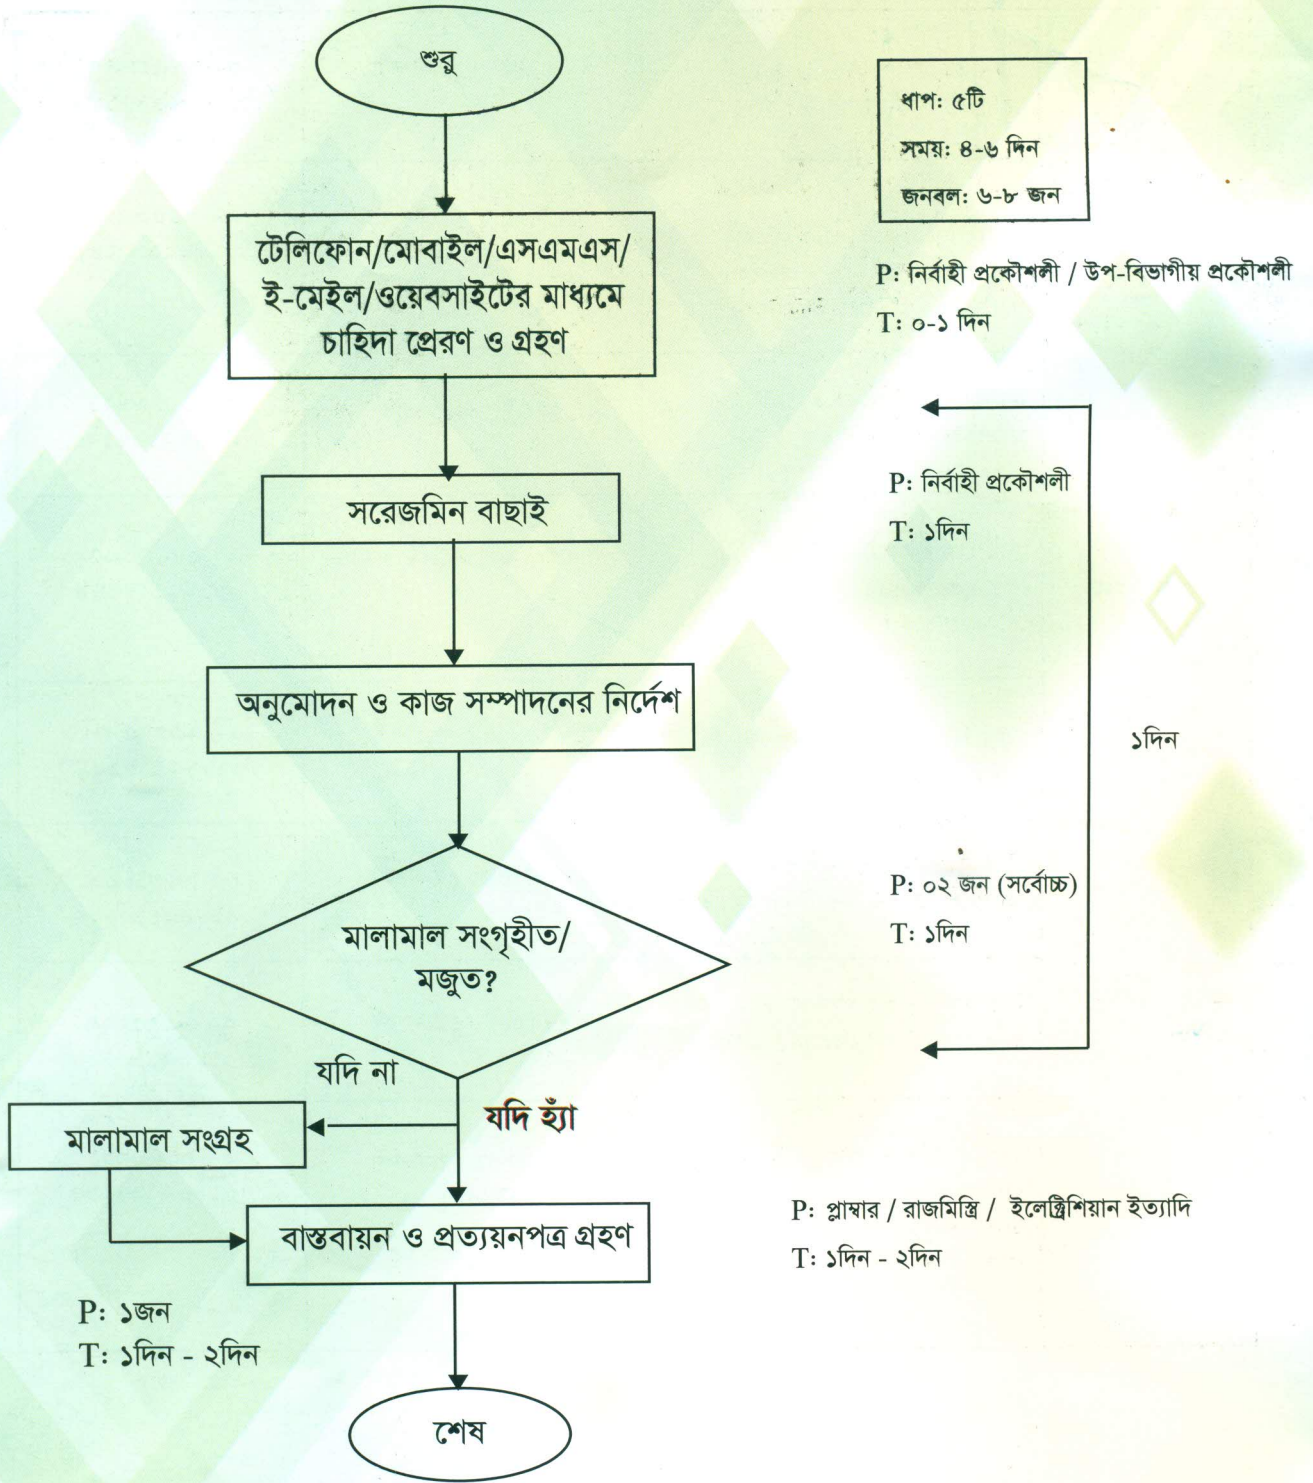 শুরু
ধাপ: ৫টি
সময়: ৪-৬ দিন
জনবল: ৬-৮ জন
টেলিফোন/মোবাইল/এসএমএস/
ই-মেইল/ওয়েবসাইটের মাধ্যমে
চাহিদা প্রেরণ ও গ্রহণ
P: নির্বাহী প্রকৌশলী / উপ-বিভাগীয় প্রকৌশলী
T: ০-১ দিন
সরেজমিন বাছাই
P: নির্বাহী প্রকৌশলী
T: ১দিন
অনুমোদন ও কাজ সম্পাদনের নির্দেশ
১দিন
মালামাল সংগৃহীত/
মজুত?
P: ০২ জন (সর্বোচ্চ)
T: ১দিন
যদি না
যদি হ্যাঁ
মালামাল সংগ্রহ
বাস্তবায়ন ও প্রত্যয়নপত্র গ্রহণ
P: প্লাম্বার / রাজমিস্ত্রি / ইলেক্ট্রিশিয়ান ইত্যাদি
T: ১দিন - ২দিন
P: ১জন
T: ১দিন - ২দিন
শেষ